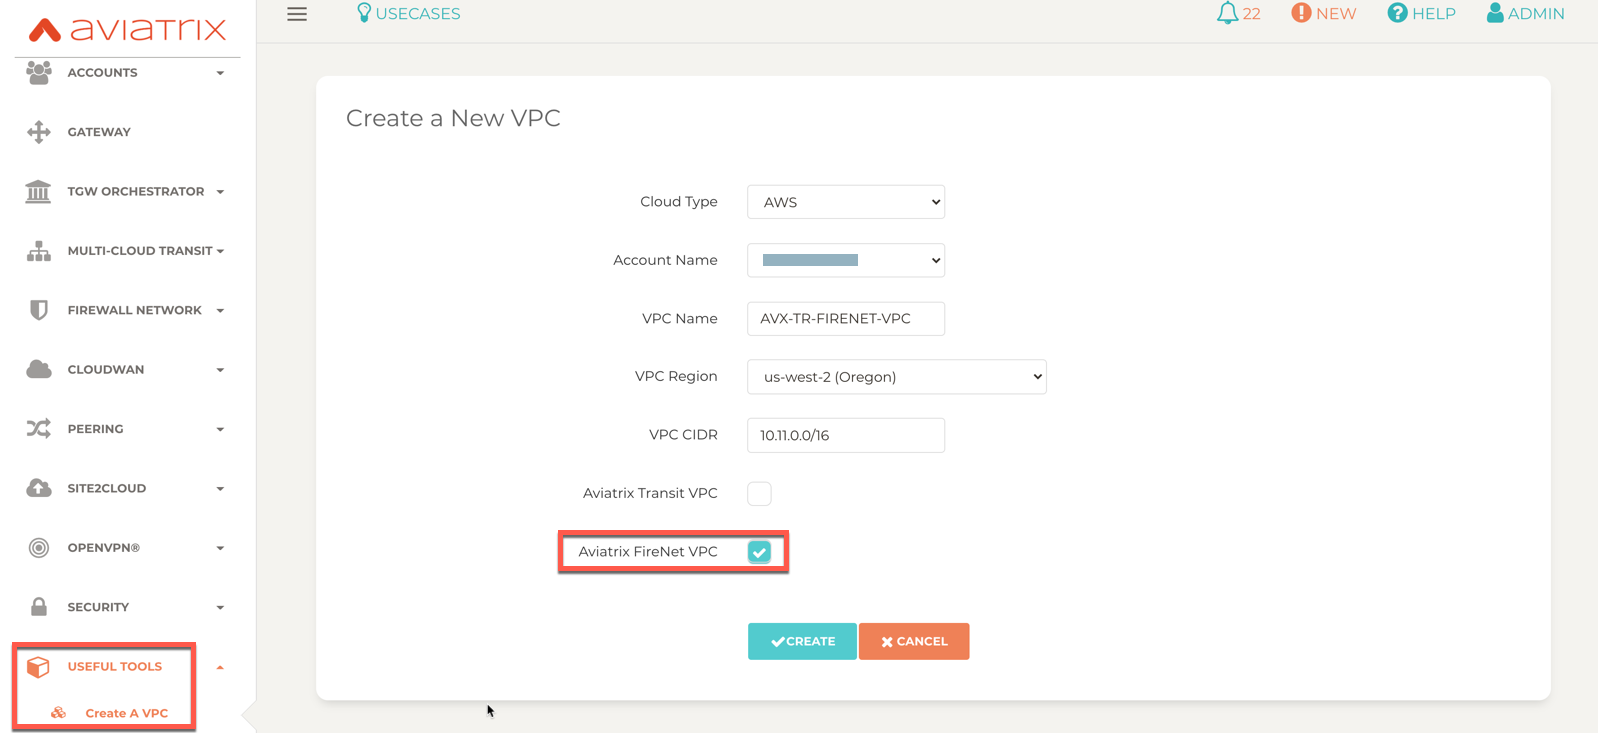 aviatrix
USECASES
22
NEW
HELP
ADMIN
ACCOUNTS
GATEWAY
TGW ORCHESTRATOR
MULTI-CLOUD TRANSIT
FIREWALL NETWORK
CLOUDWAN
PEERING
SITE2CLOUD
OPENVPN®
SECURITY
USEFUL TOOLS
Create A VPC
Create a New VPC
Cloud Type AWS
Account Name
VPC Name AVX-TR-FIRENET-VPC
VPC Region us-west-2 (Oregon)
VPC CIDR 10.11.0.0/16
Aviatrix Transit VPC
Aviatrix FireNet VPC
CREATE CANCEL